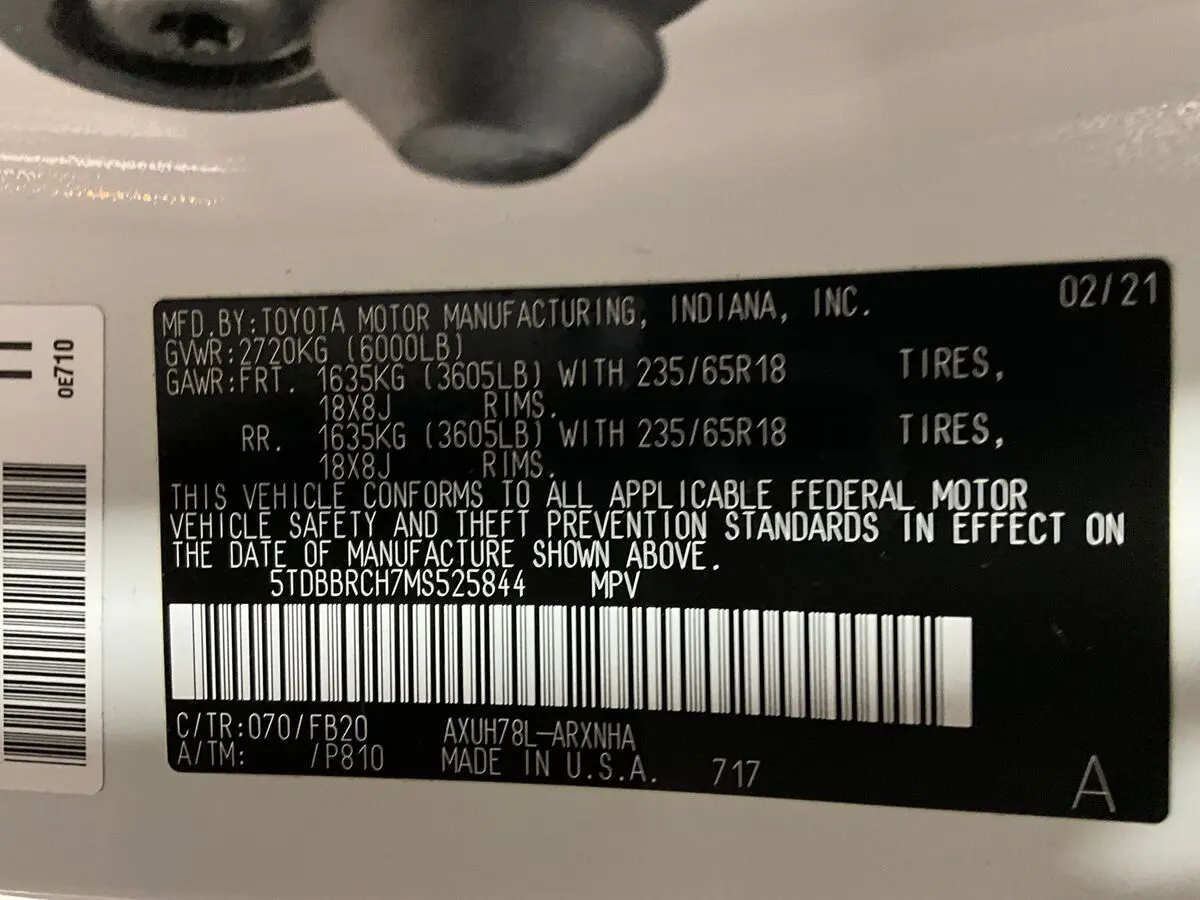 02/21
MFD.BY:TOYOTA MOTOR MANUFACTURING, INDIANA, INC.
GVWR:2720KG (6000LB)
GAWR:FRT. 1635KG (3605LB) WITH 235/65R18 TIRES,
18X8J RIMS.
RR. 1635KG (3605LB) WITH 235/65R18 TIRES,
18X8J RIMS.
THIS VEHICLE CONFORMS TO ALL APPLICABLE FEDERAL MOTOR
VEHICLE SAFETY AND THEFT PREVENTION STANDARDS IN EFFECT ON
THE DATE OF MANUFACTURE SHOWN ABOVE.
5TDBBRCH7MS525844 MPV
C/TR:070/FB20 AXUH78L-ARXNHA
A/TM: /P810 MADE IN U.S.A. 717
A
0E710